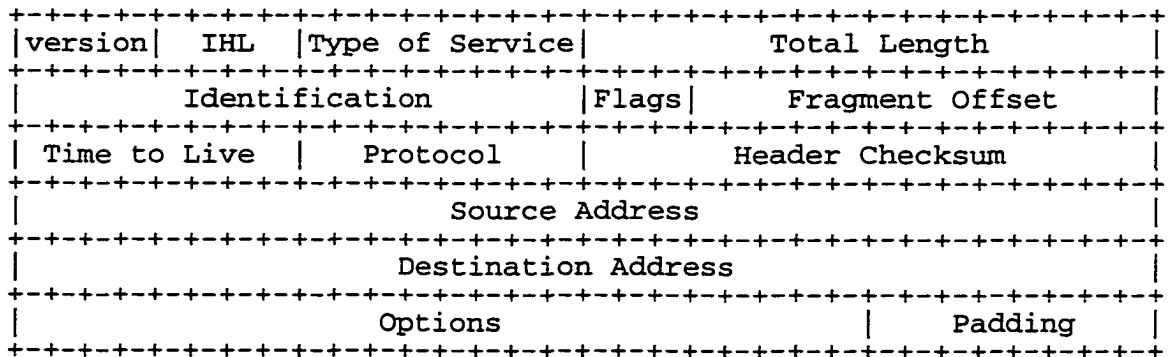 +-+-+-+-+-+-+-+-+-+-+-+-+-+-+-+-+-+-+-+-+-+-+-+-+-+-+-+-+-+-+-+-+
|version|  IHL  |Type of Service|          Total Length         |
+-+-+-+-+-+-+-+-+-+-+-+-+-+-+-+-+-+-+-+-+-+-+-+-+-+-+-+-+-+-+-+-+
|         Identification        |Flags|     Fragment Offset     |
+-+-+-+-+-+-+-+-+-+-+-+-+-+-+-+-+-+-+-+-+-+-+-+-+-+-+-+-+-+-+-+-+
|  Time to Live |   Protocol    |        Header Checksum        |
+-+-+-+-+-+-+-+-+-+-+-+-+-+-+-+-+-+-+-+-+-+-+-+-+-+-+-+-+-+-+-+-+
|                        Source Address                         |
+-+-+-+-+-+-+-+-+-+-+-+-+-+-+-+-+-+-+-+-+-+-+-+-+-+-+-+-+-+-+-+-+
|                     Destination Address                       |
+-+-+-+-+-+-+-+-+-+-+-+-+-+-+-+-+-+-+-+-+-+-+-+-+-+-+-+-+-+-+-+-+
|                    Options                    |    Padding    |
+-+-+-+-+-+-+-+-+-+-+-+-+-+-+-+-+-+-+-+-+-+-+-+-+-+-+-+-+-+-+-+-+